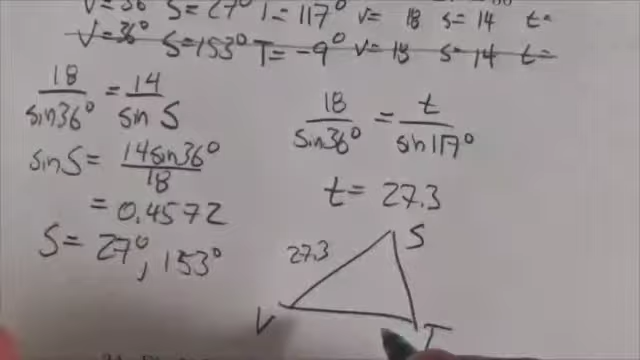 V=36° S=27° T=117° v= 18 s=14 t=
V=36° S=153° T=-9° v=18 s=14 t=
18/sin36° = 14/sin S
sin S = 14sin36°/18
= 0.4572
S= 27°, 153°
18/sin36° = t/sin117°
t= 27.3
27.3
S
V
T